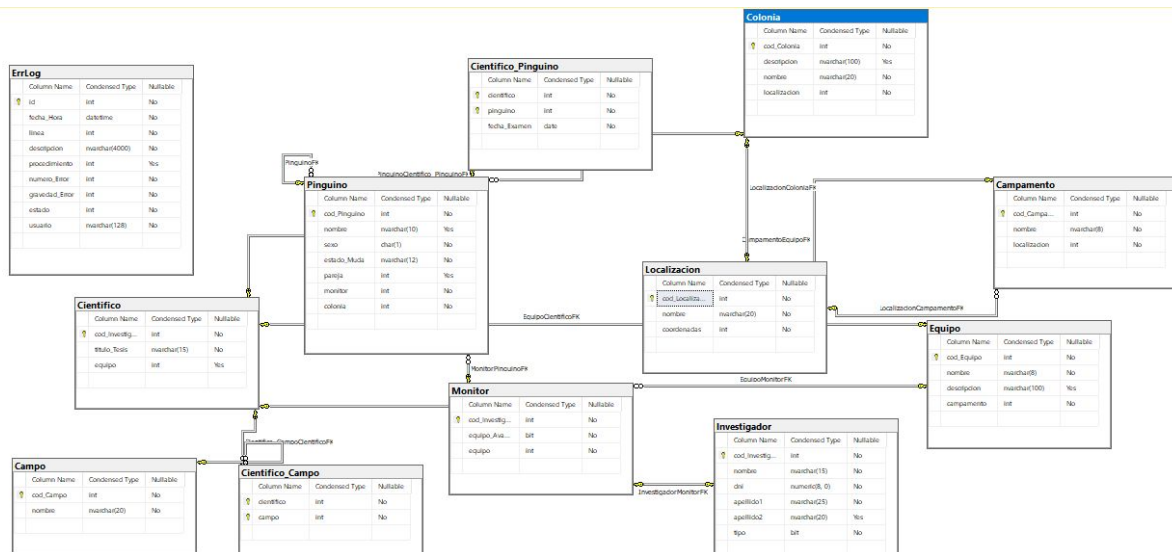 Colonia
Column Name Condensed Type Nullable
cod_Colonia int No
descripcion nvarchar(100) Yes
nombre nvarchar(20) No
localizacion int No
Cientifico_Pinguino
Column Name Condensed Type Nullable
cientifico int No
pinguino int No
fecha_Examen date No
ErrLog
Column Name Condensed Type Nullable
id int No
fecha_Hora datetime No
linea int No
descripcion nvarchar(4000) No
procedimiento int Yes
numero_Error int No
gravedad_Error int No
estado int No
usuario nvarchar(128) No
PinguinoFK
PinguinoCientifico_PinguinoFK
Pinguino
Column Name Condensed Type Nullable
cod_Pinguino int No
nombre nvarchar(10) Yes
sexo char(1) No
estado_Muda nvarchar(12) No
pareja int Yes
monitor int No
colonia int No
LocalizacionColoniaFK
CampamentoEquipoFK
Campamento
Column Name Condensed Type Nullable
cod_Campa... int No
nombre nvarchar(8) No
localizacion int No
Localizacion
Column Name Condensed Type Nullable
cod_Localiza... int No
nombre nvarchar(20) No
coordenadas int No
LocalizacionCampamentoFK
Cientifico
Column Name Condensed Type Nullable
cod_Investig... int No
titulo_Tesis nvarchar(15) No
equipo int Yes
EquipoCientificoFK
Equipo
Column Name Condensed Type Nullable
cod_Equipo int No
nombre nvarchar(8) No
descripcion nvarchar(100) Yes
campamento int No
MonitorPinguinoFK
EquipoMonitorFK
Monitor
Column Name Condensed Type Nullable
cod_Investig... int No
equipo_Ava... bit No
equipo int No
Investigador
Column Name Condensed Type Nullable
cod_Investig... int No
nombre nvarchar(15) No
dni numeric(8, 0) No
apellido1 nvarchar(25) No
apellido2 nvarchar(20) Yes
tipo bit No
InvestigadorMonitorFK
Cientifico_CampoCientificoFK
Campo
Column Name Condensed Type Nullable
cod_Campo int No
nombre nvarchar(20) No
Cientifico_Campo
Column Name Condensed Type Nullable
cientifico int No
campo int No